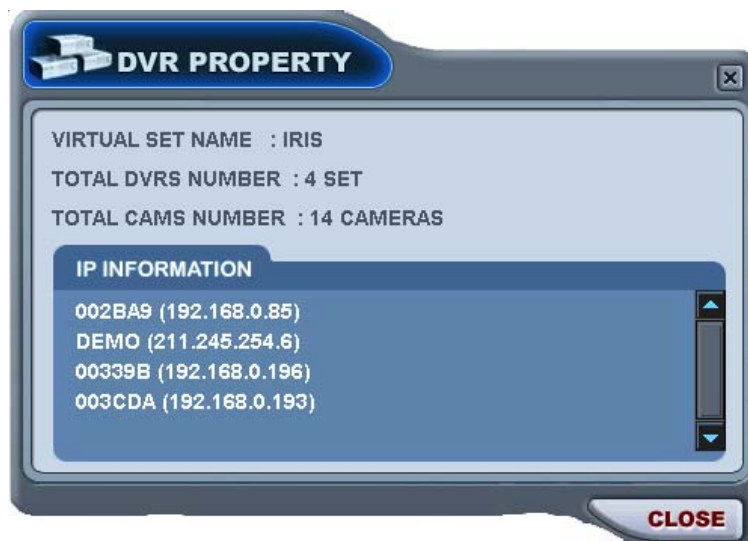 DVR PROPERTY
VIRTUAL SET NAME : IRIS
TOTAL DVRS NUMBER : 4 SET
TOTAL CAMS NUMBER : 14 CAMERAS
IP INFORMATION
002BA9 (192.168.0.85)
DEMO (211.245.254.6)
00339B (192.168.0.196)
003CDA (192.168.0.193)
CLOSE